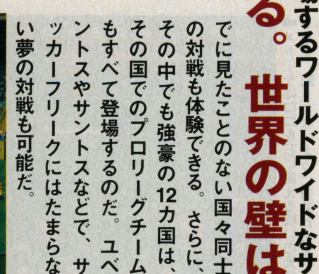 場するワールドワイドなサ
る。世界の壁は
でに見たことのない国々同士
の対戦も体験できる。さらに、
その中でも強豪の12カ国は、
その国でのプロリーグチーム
もすべて登場するのだ。ユベ
ントスやサントスなどで、サ
ッカーフリークにはたまらな
い夢の対戦も可能だ。